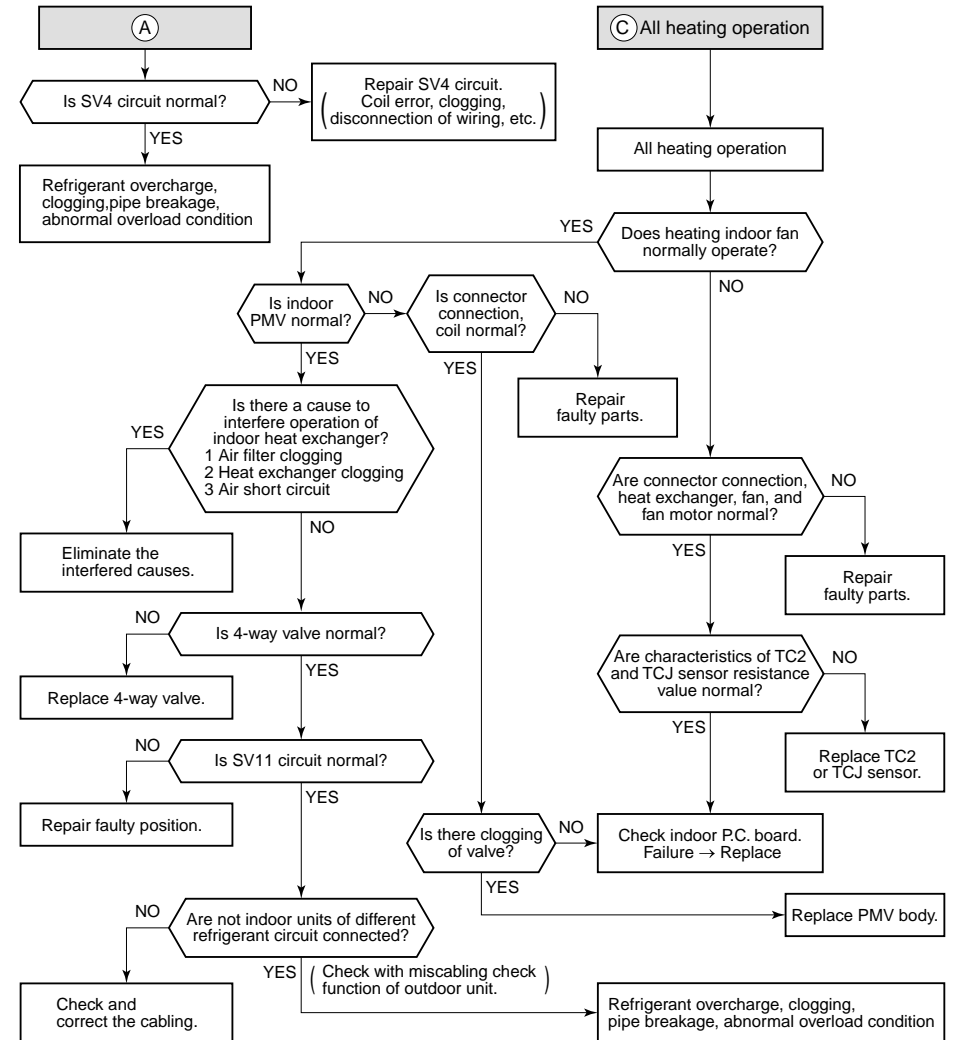 A
Is SV4 circuit normal?
NO
Repair SV4 circuit.
(Coil error, clogging,
disconnection of wiring, etc.)
YES
Refrigerant overcharge,
clogging,pipe breakage,
abnormal overload condition
C All heating operation
All heating operation
Does heating indoor fan
normally operate?
YES
NO
Is indoor
PMV normal?
NO
YES
Is connector
connection,
coil normal?
NO
YES
Repair
faulty parts.
Is there a cause to
interfere operation of
indoor heat exchanger?
1 Air filter clogging
2 Heat exchanger clogging
3 Air short circuit
YES
NO
Eliminate the
interfered causes.
Are connector connection,
heat exchanger, fan, and
fan motor normal?
NO
YES
Repair
faulty parts.
Is 4-way valve normal?
NO
YES
Replace 4-way valve.
Are characteristics of TC2
and TCJ sensor resistance
value normal?
NO
YES
Replace TC2
or TCJ sensor.
Is SV11 circuit normal?
NO
YES
Repair faulty position.
Is there clogging
of valve?
NO
YES
Check indoor P.C. board.
Failure → Replace
Replace PMV body.
Are not indoor units of different
refrigerant circuit connected?
NO
YES
(Check with miscabling check
function of outdoor unit.)
Check and
correct the cabling.
Refrigerant overcharge, clogging,
pipe breakage, abnormal overload condition